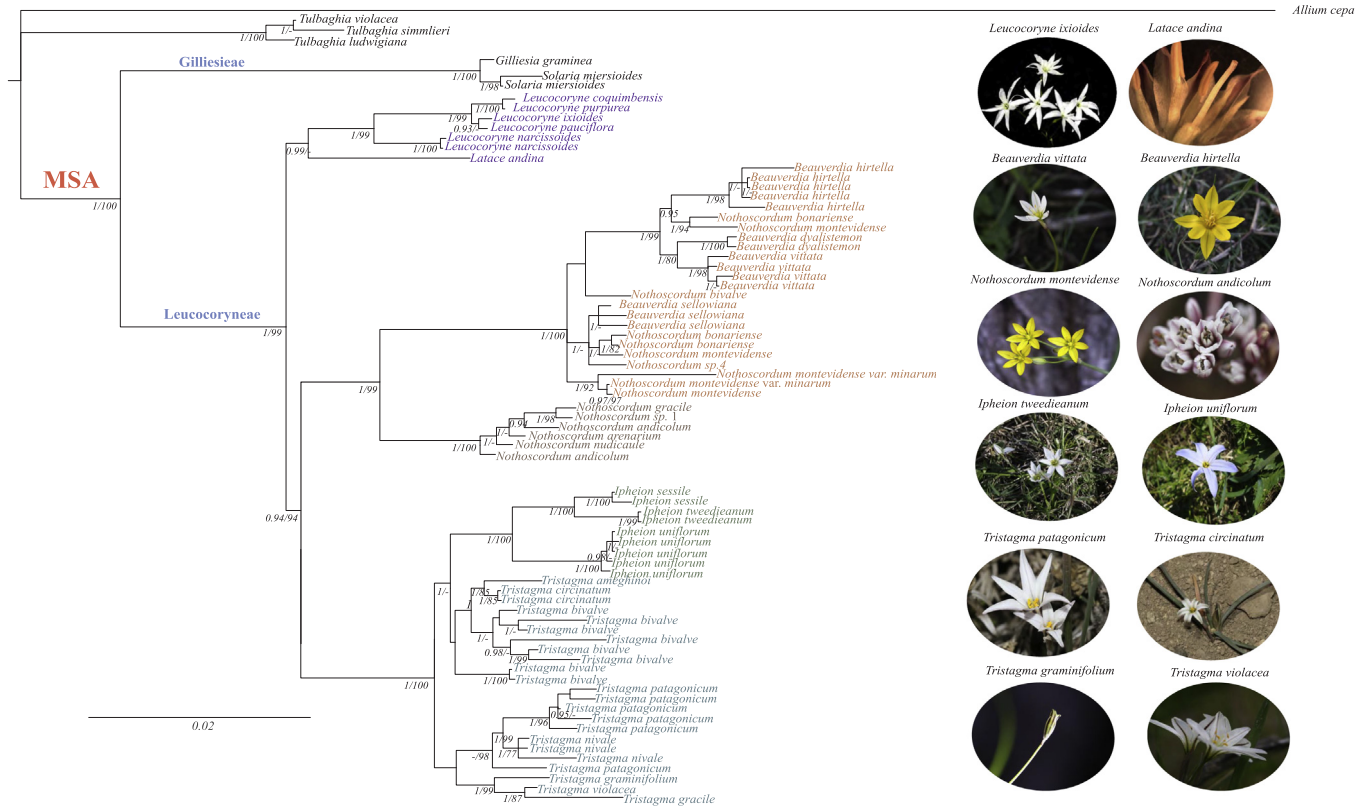 Allium cepa
Tulbaghia violacea
1/-
Tulbaghia simmlieri
1/100
Tulbaghia ludwigiana
Gilliesieae
Gilliesia graminea
1/100
Solaria miersioides
1/98
Solaria miersioides
Leucocoryne coquimbensis
1/100
Leucocoryne purpurea
1/99
Leucocoryne ixioides
0.93/-
Leucocoryne pauciflora
1/99
Leucocoryne narcissoides
1/100
Leucocoryne narcissoides
0.99/-
Latace andina
MSA
1/100
Beauverdia hirtella
Beauverdia hirtella
1/-
Beauverdia hirtella
1/-
Beauverdia hirtella
1/98
Beauverdia hirtella
0.95
Nothoscordum bonariense
1/94
Nothoscordum montevidense
1/99
Beauverdia dyalistemon
1/100
Beauverdia dyalistemon
Beauverdia vittata
1/80
Beauverdia vittata
1/98
Beauverdia vittata
1/-
Beauverdia vittata
Nothoscordum bivalve
Beauverdia sellowiana
Beauverdia sellowiana
1/-
Beauverdia sellowiana
Leucocoryneae
1/99
1/100
Nothoscordum bonariense
1/-
1/-
1/82
Nothoscordum bonariense
Nothoscordum montevidense
Nothoscordum sp.4
Nothoscordum montevidense var. minarum
1/99
1/92
Nothoscordum montevidense var. minarum
Nothoscordum montevidense
0.97/97
Nothoscordum gracile
1/98
Nothoscordum sp. 1
0.94
Nothoscordum andicolum
1/-
Nothoscordum arenarium
1/-
Nothoscordum nudicaule
1/100
Nothoscordum andicolum
0.94/94
Ipheion sessile
1/100
Ipheion sessile
1/100
Ipheion tweedieanum
1/99
Ipheion tweedieanum
1/100
Ipheion uniflorum
Ipheion uniflorum
0.98/-
Ipheion uniflorum
Ipheion uniflorum
1/100
Ipheion uniflorum
Tristagma ameghinoi
1/-
1/85
Tristagma circinatum
1/85
Tristagma circinatum
1
Tristagma bivalve
Tristagma bivalve
1/-
Tristagma bivalve
1/-
Tristagma bivalve
0.98/-
Tristagma bivalve
1/99
Tristagma bivalve
Tristagma bivalve
1/100
Tristagma bivalve
1/100
Tristagma patagonicum
Tristagma patagonicum
Tristagma patagonicum
0.95/-
Tristagma patagonicum
1/96
Tristagma patagonicum
1/99
Tristagma nivale
1/77
Tristagma nivale
Tristagma nivale
-/98
Tristagma patagonicum
Tristagma graminifolium
1/99
Tristagma violacea
1/87
Tristagma gracile
0.02
Leucocoryne ixioides
Latace andina
Beauverdia vittata
Beauverdia hirtella
Nothoscordum montevidense
Nothoscordum andicolum
Ipheion tweedieanum
Ipheion uniflorum
Tristagma patagonicum
Tristagma circinatum
Tristagma graminifolium
Tristagma violacea